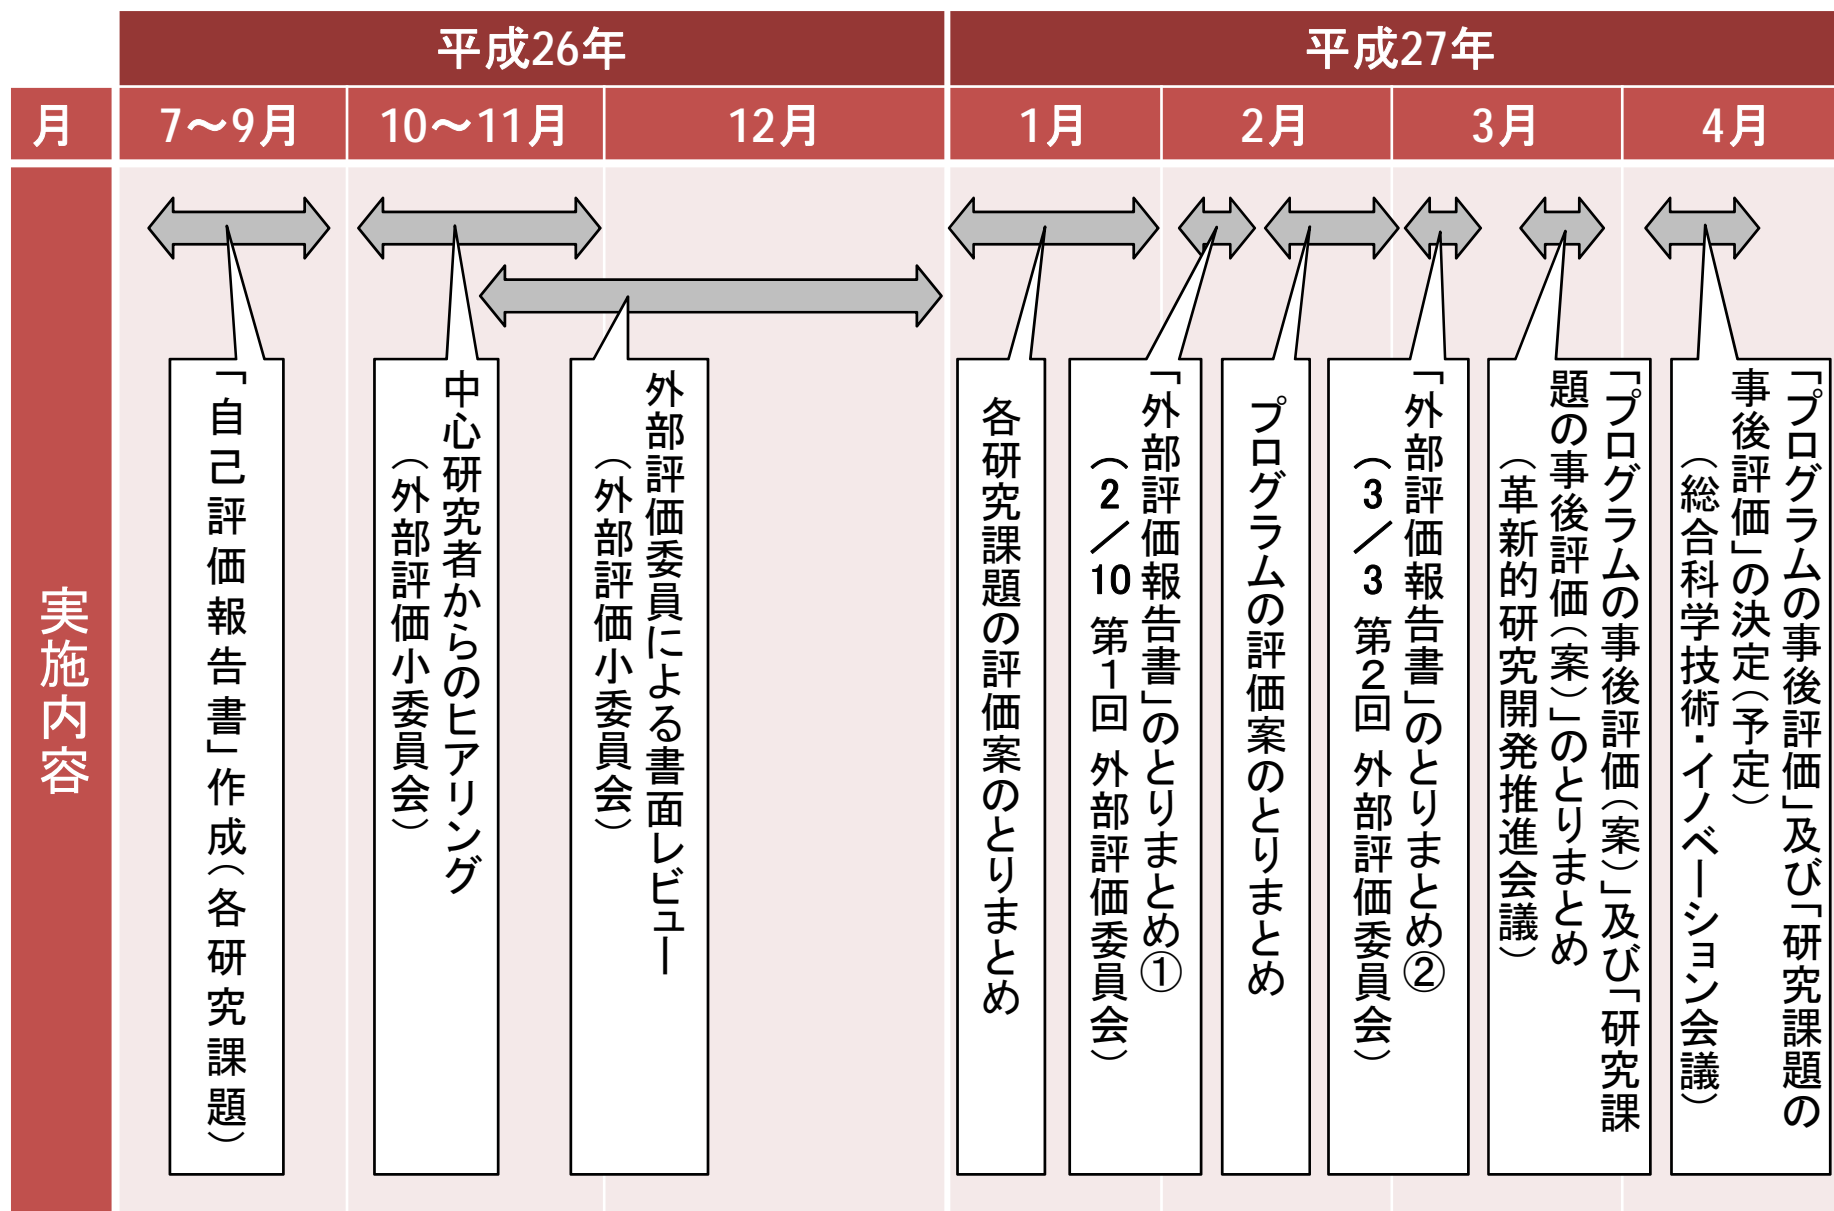 平成26年
平成27年
月
7～9月
10～11月
12月
1月
2月
3月
4月
実施内容
「自己評価報告書」作成（各研究課題）
中心研究者からのヒアリング
（外部評価小委員会）
外部評価委員による書面レビュー
（外部評価小委員会）
各研究課題の評価案のとりまとめ
「外部評価報告書」のとりまとめ①
（2／10 第1回 外部評価委員会）
プログラムの評価案のとりまとめ
「外部評価報告書」のとりまとめ②
（3／3 第2回 外部評価委員会）
「プログラムの事後評価（案）」及び「研究課
題の事後評価（案）」のとりまとめ
（革新的研究開発推進会議）
「プログラムの事後評価」及び「研究課題の
事後評価」の決定（予定）
（総合科学技術・イノベーション会議）